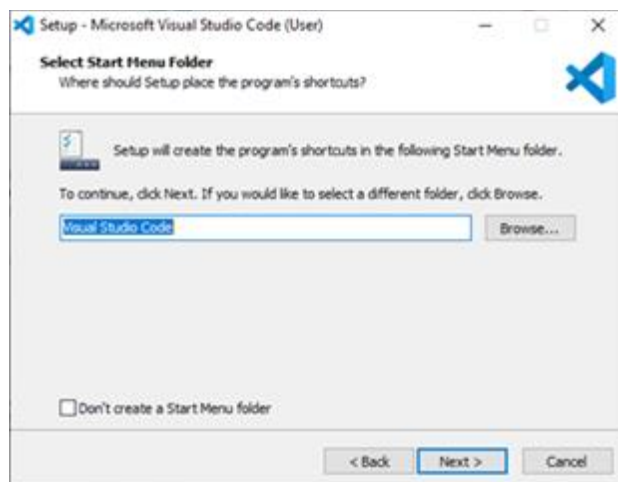 Setup - Microsoft Visual Studio Code (User)
Select Start Menu Folder
Where should Setup place the program's shortcuts?
Setup will create the program's shortcuts in the following Start Menu folder.
To continue, click Next. If you would like to select a different folder, click Browse.
Visual Studio Code
Browse...
Don't create a Start Menu folder
< Back
Next >
Cancel